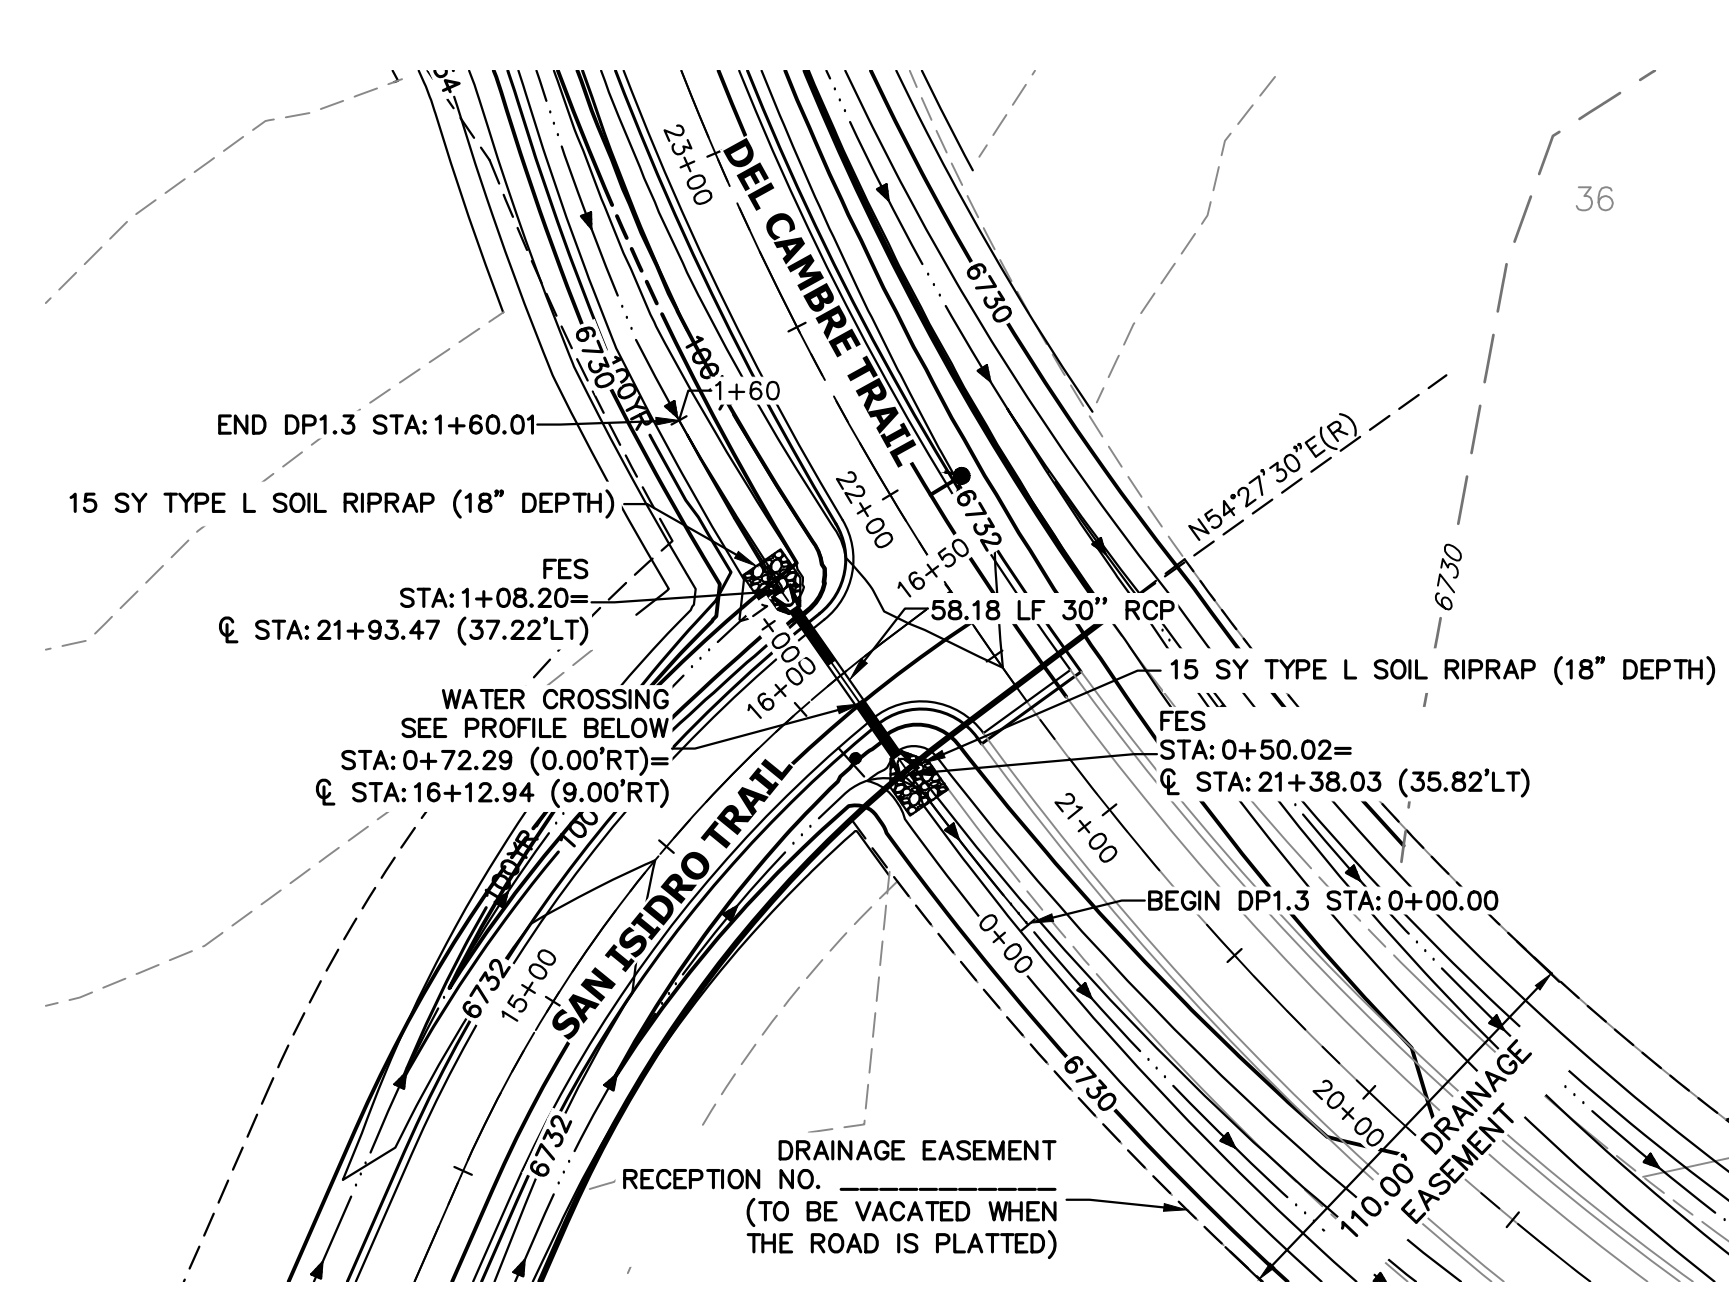 54
23+00
DEL CAMBRE TRAIL
36
6730
6730
100YR
100
1+60
END DP1.3 STA:1+60.01
N54°27'30"E(R)
15 SY TYPE L SOIL RIPRAP (18" DEPTH)
22+00
6732
16+50
6730
FES
STA:1+08.20=
℄ STA:21+93.47 (37.22'LT)
58.18 LF 30" RCP
1+00
16+00
15 SY TYPE L SOIL RIPRAP (18" DEPTH)
WATER CROSSING
SEE PROFILE BELOW
STA:0+72.29 (0.00'RT)=
℄ STA:16+12.94 (9.00'RT)
FES
STA:0+50.02=
℄ STA:21+38.03 (35.82'LT)
100YR
100
SAN ISIDRO TRAIL
21+00
BEGIN DP1.3 STA:0+00.00
0+00
6732
15+00
6732
6730
20+00
110.00' DRAINAGE
EASEMENT
DRAINAGE EASEMENT
RECEPTION NO. ___________
(TO BE VACATED WHEN
THE ROAD IS PLATTED)